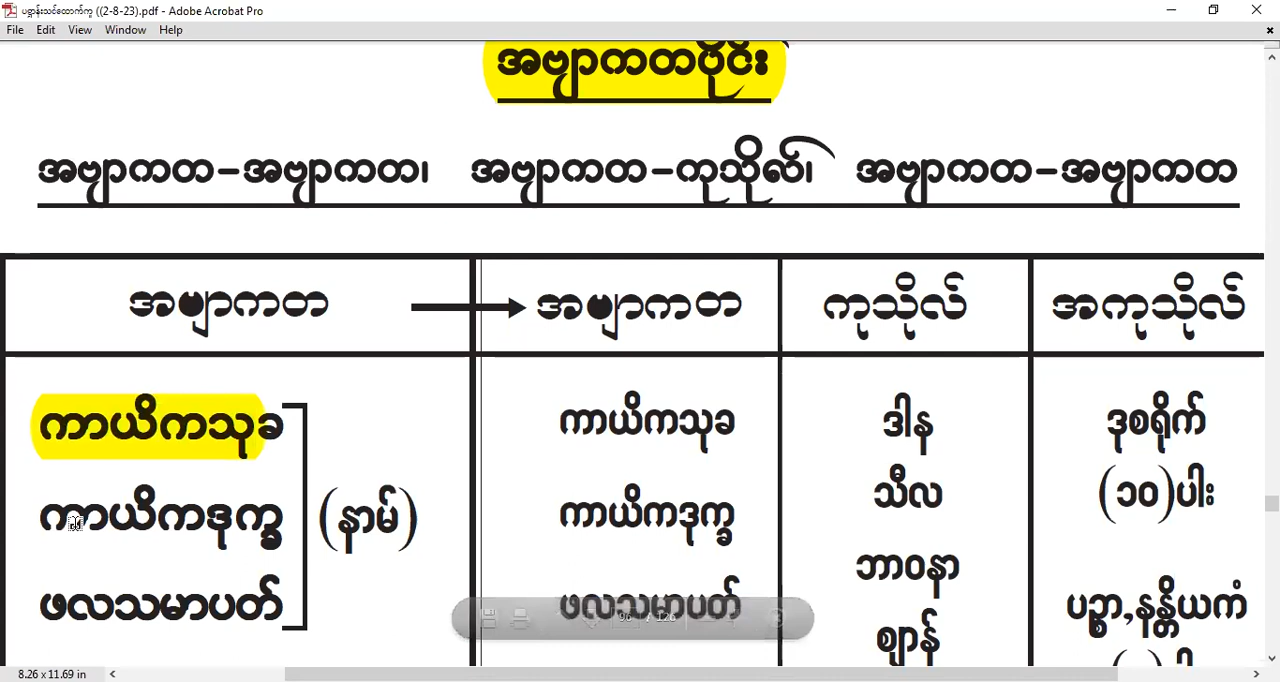 ပဋ္ဌာန်းသင်ထောက်ကူ ((2-8-23).pdf - Adobe Acrobat Pro
File Edit View Window Help
အဗျာကတပိုင်း
အဗျာကတ–အဗျာကတ၊ အဗျာကတ–ကုသိုလ်၊ အဗျာကတ–အဗျာကတ
အဗျာကတ အဗျာကတ ကုသိုလ် အကုသိုလ်
ကာယိကသုခ ကာယိကသုခ ဒါန ဒုစရိုက်
ကာယိကဒုက္ခ (နာမ်) ကာယိကဒုက္ခ သီလ (၁၀)ပါး
ဖလသမာပတ် ဖလသမာပတ် ဘာဝနာ ပဉ္စာ,နန္တိယကံ
ဈာန်
96 / 126
8.26 x 11.69 in